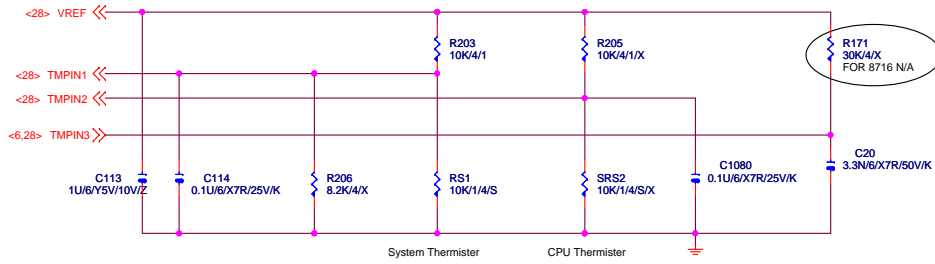 <28> VREF
R203
10K/4/1
R205
10K/4/1/X
R171
30K/4/X
FOR 8716 N/A
<28> TMPIN1
<28> TMPIN2
<6,28> TMPIN3
C113
1U/6/Y5V/10V/Z
C114
0.1U/6/X7R/25V/K
R206
8.2K/4/X
RS1
10K/1/4/S
SRS2
10K/1/4/S/X
C1080
0.1U/6/X7R/25V/K
C20
3.3N/6/X7R/50V/K
System Thermister
CPU Thermister